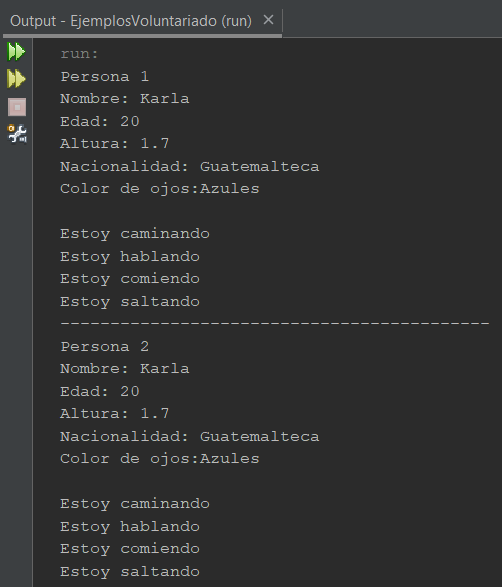 Output - EjemplosVoluntariado (run)
run:
Persona 1
Nombre: Karla
Edad: 20
Altura: 1.7
Nacionalidad: Guatemalteca
Color de ojos:Azules
Estoy caminando
Estoy hablando
Estoy comiendo
Estoy saltando
-------------------------------------------
Persona 2
Nombre: Karla
Edad: 20
Altura: 1.7
Nacionalidad: Guatemalteca
Color de ojos:Azules
Estoy caminando
Estoy hablando
Estoy comiendo
Estoy saltando